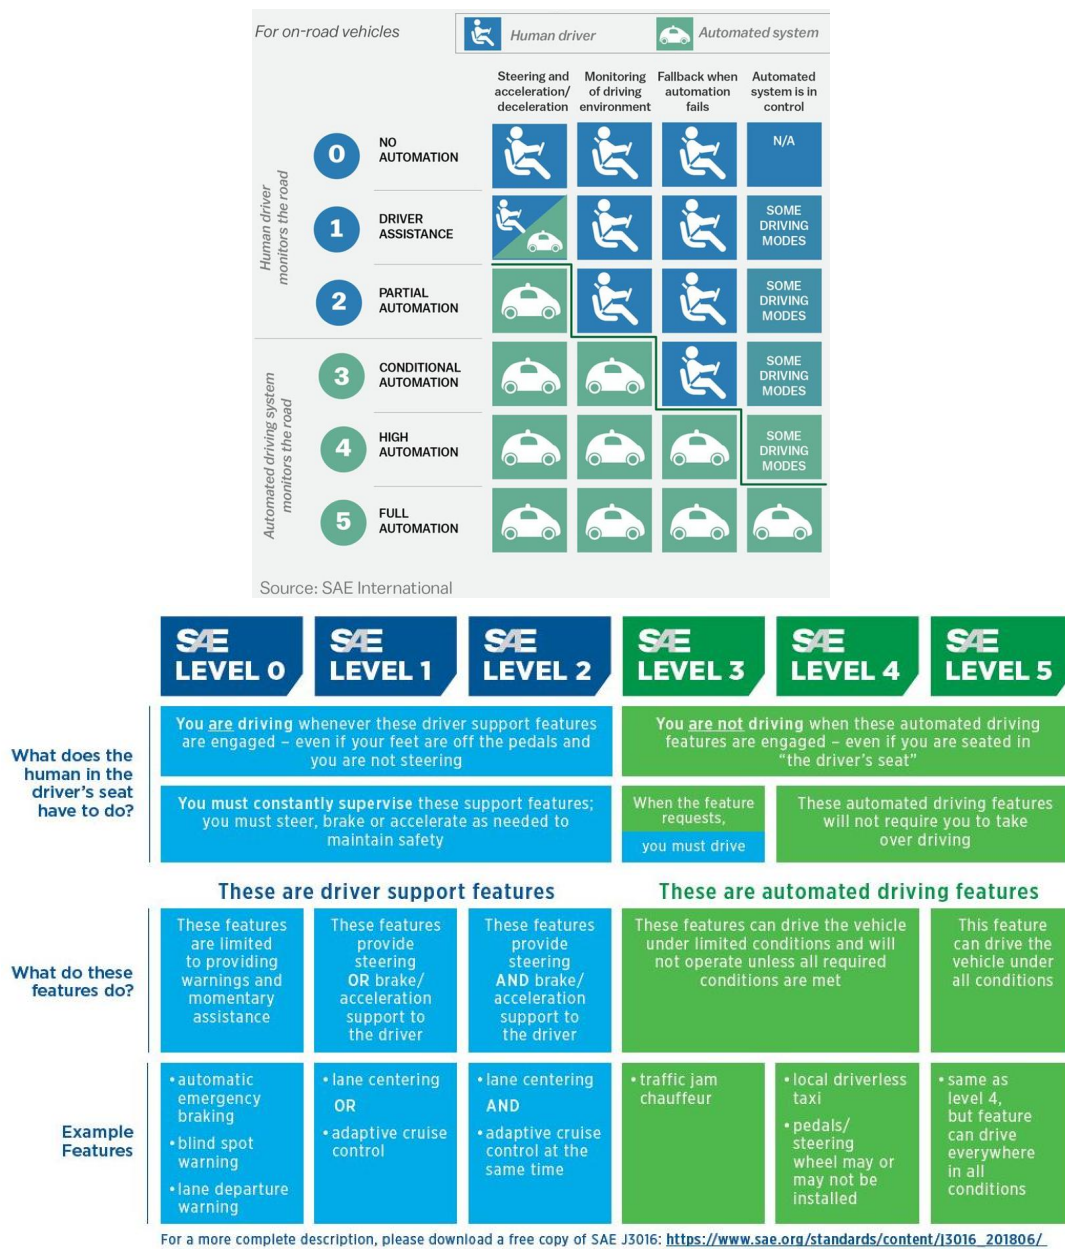 For on-road vehicles
Human driver
Automated system
Steering and
acceleration/
deceleration
Monitoring
of driving
environment
Fallback when
automation
fails
Automated
system is in
control
Human driver
monitors the road
0
NO
AUTOMATION
N/A
1
DRIVER
ASSISTANCE
SOME
DRIVING
MODES
2
PARTIAL
AUTOMATION
SOME
DRIVING
MODES
Automated driving system
monitors the road
3
CONDITIONAL
AUTOMATION
SOME
DRIVING
MODES
4
HIGH
AUTOMATION
SOME
DRIVING
MODES
5
FULL
AUTOMATION
Source: SAE International
SAE
LEVEL 0
SAE
LEVEL 1
SAE
LEVEL 2
SAE
LEVEL 3
SAE
LEVEL 4
SAE
LEVEL 5
What does the
human in the
driver's seat
have to do?
You are driving whenever these driver support features
are engaged – even if your feet are off the pedals and
you are not steering
You are not driving when these automated driving
features are engaged – even if you are seated in
"the driver's seat"
You must constantly supervise these support features;
you must steer, brake or accelerate as needed to
maintain safety
When the feature
requests,
you must drive
These automated driving features
will not require you to take
over driving
These are driver support features
These are automated driving features
What do these
features do?
These features
are limited
to providing
warnings and
momentary
assistance
These features
provide
steering
OR brake/
acceleration
support to
the driver
These features
provide
steering
AND brake/
acceleration
support to
the driver
These features can drive the vehicle
under limited conditions and will
not operate unless all required
conditions are met
This feature
can drive the
vehicle under
all conditions
Example
Features
• automatic
emergency
braking
• blind spot
warning
• lane departure
warning
• lane centering
OR
• adaptive cruise
control
• lane centering
AND
• adaptive cruise
control at the
same time
• traffic jam
chauffeur
• local driverless
taxi
• pedals/
steering
wheel may or
may not be
installed
• same as
level 4,
but feature
can drive
everywhere
in all
conditions
For a more complete description, please download a free copy of SAE J3016: https://www.sae.org/standards/content/j3016_201806/